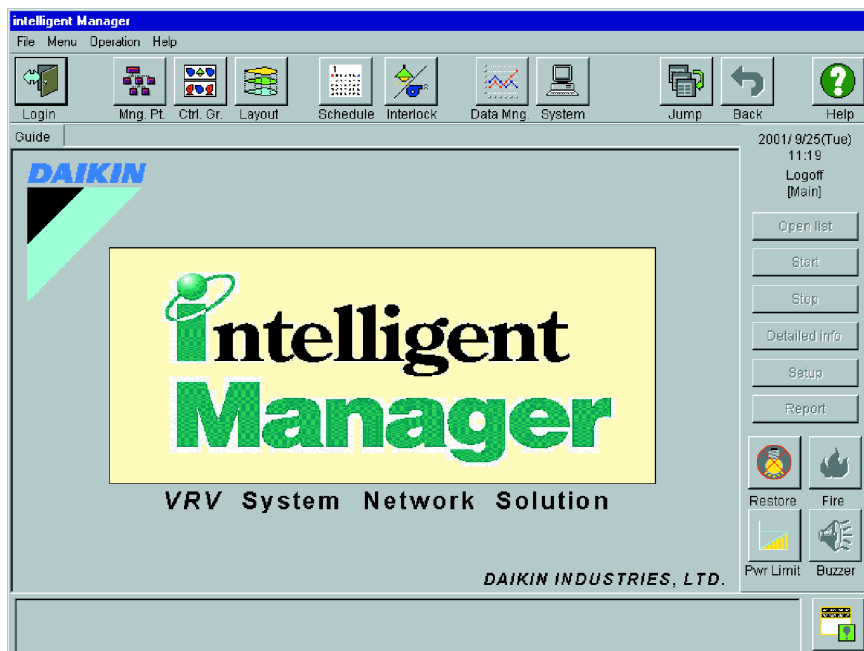 intelligent Manager
File Menu Operation Help
Login Mng. Pt. Ctrl. Gr. Layout Schedule Interlock Data Mng. System Jump Back Help
Guide
2001/ 9/25(Tue)
11:19
Logoff
[Main]
DAIKIN
Open list
Start
Stop
Detailed info
Setup
Report
intelligent
Manager
VRV System Network Solution
Restore Fire
Pwr Limit Buzzer
DAIKIN INDUSTRIES, LTD.